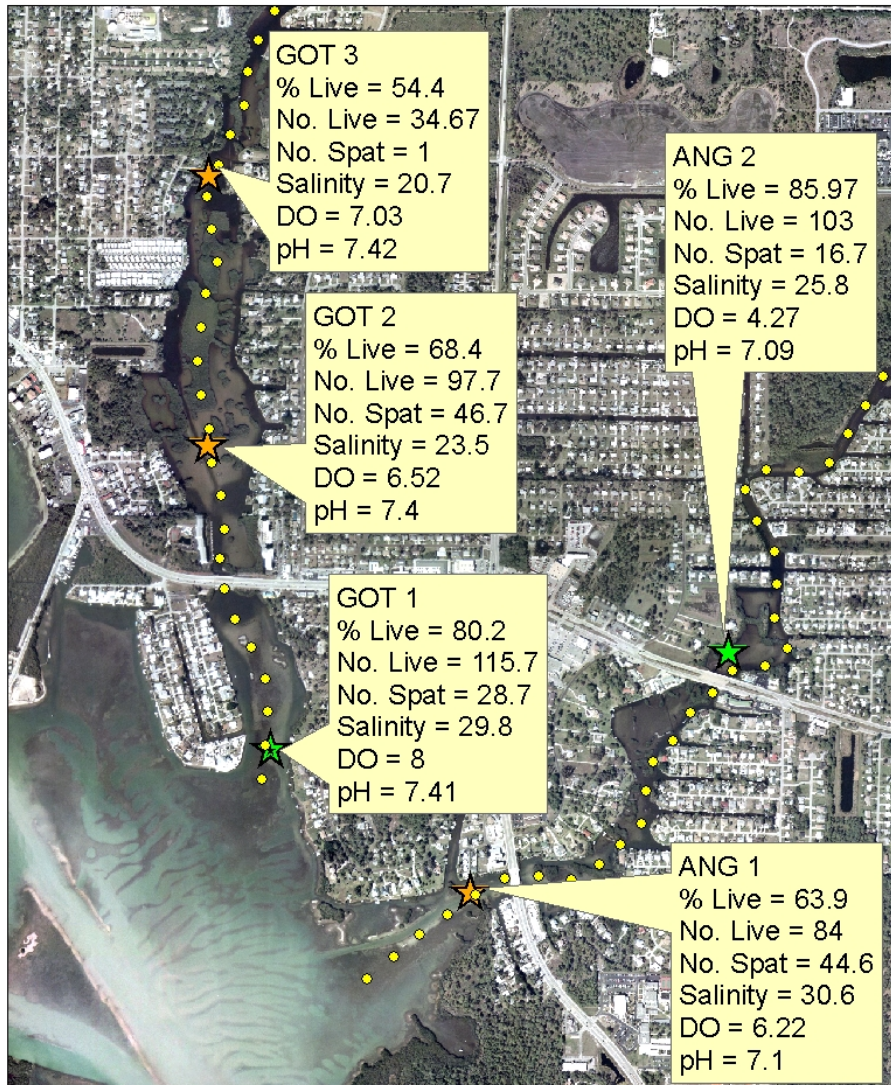 GOT 3
% Live = 54.4
No. Live = 34.67
No. Spat = 1
Salinity = 20.7
DO = 7.03
pH = 7.42
ANG 2
% Live = 85.97
No. Live = 103
No. Spat = 16.7
Salinity = 25.8
DO = 4.27
pH = 7.09
GOT 2
% Live = 68.4
No. Live = 97.7
No. Spat = 46.7
Salinity = 23.5
DO = 6.52
pH = 7.4
GOT 1
% Live = 80.2
No. Live = 115.7
No. Spat = 28.7
Salinity = 29.8
DO = 8
pH = 7.41
ANG 1
% Live = 63.9
No. Live = 84
No. Spat = 44.6
Salinity = 30.6
DO = 6.22
pH = 7.1